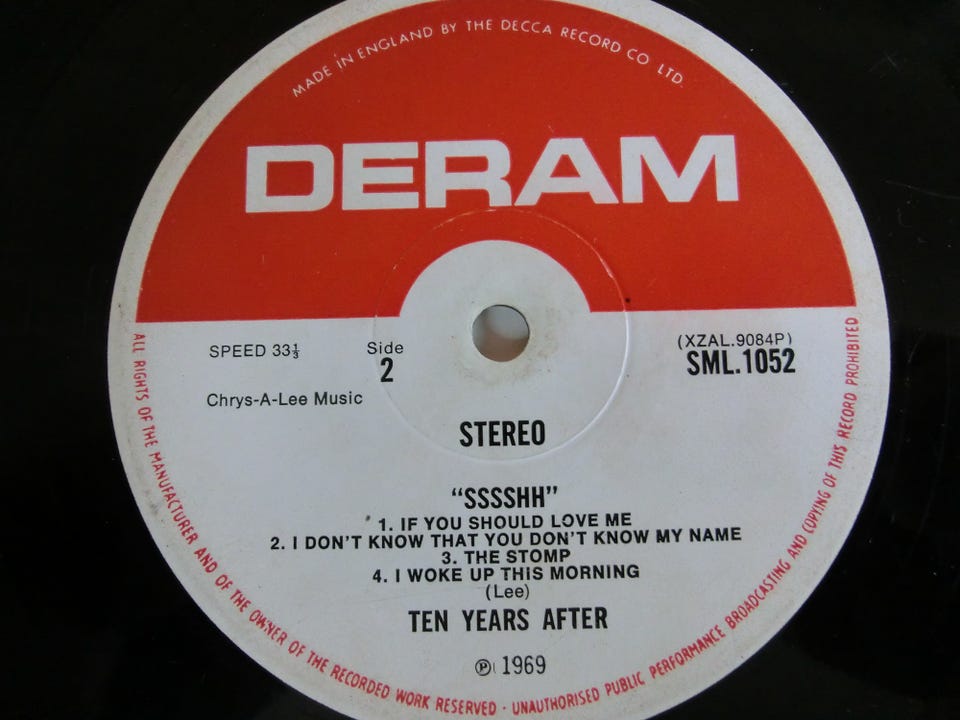 MADE IN ENGLAND BY THE DECCA RECORD CO LTD.
DERAM
SPEED 33⅓
Side
2
(XZAL.9084P)
SML.1052
Chrys-A-Lee Music
STEREO
"SSSSHH"
1. IF YOU SHOULD LOVE ME
2. I DON'T KNOW THAT YOU DON'T KNOW MY NAME
3. THE STOMP
4. I WOKE UP THIS MORNING
(Lee)
TEN YEARS AFTER
℗ 1969
ALL RIGHTS OF THE MANUFACTURER AND OF THE OWNER OF THE RECORDED WORK RESERVED · UNAUTHORISED PUBLIC PERFORMANCE BROADCASTING AND COPYING OF THIS RECORD PROHIBITED